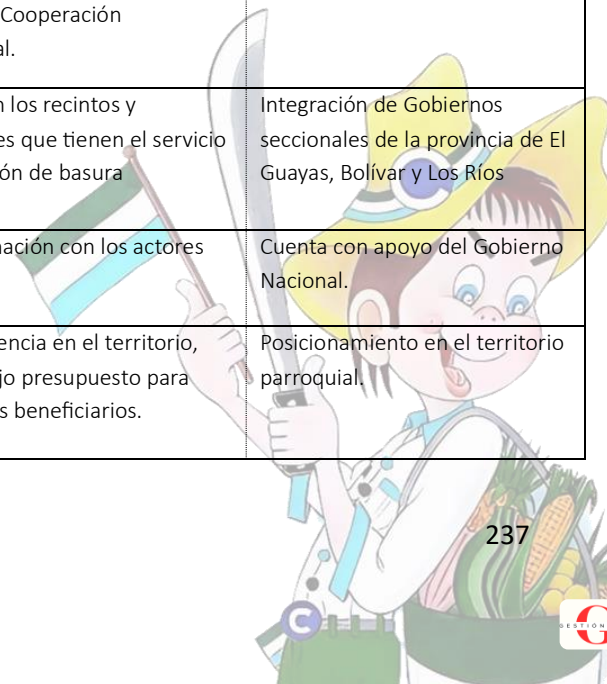 Cooperación
al.
n los recintos y
es que tienen el servicio
ón de basura
Integración de Gobiernos
seccionales de la provincia de El
Guayas, Bolívar y Los Ríos
nación con los actores
Cuenta con apoyo del Gobierno
Nacional.
encia en el territorio,
jo presupuesto para
s beneficiarios.
Posicionamiento en el territorio
parroquial.
237
C
GESTIÓN
G